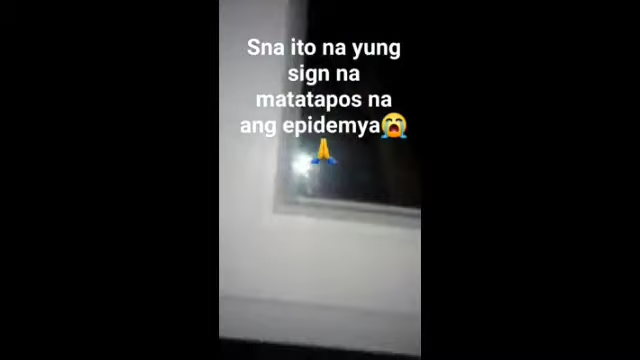 Sna ito na yung
sign na
matatapos na
ang epidemya😭
🙏